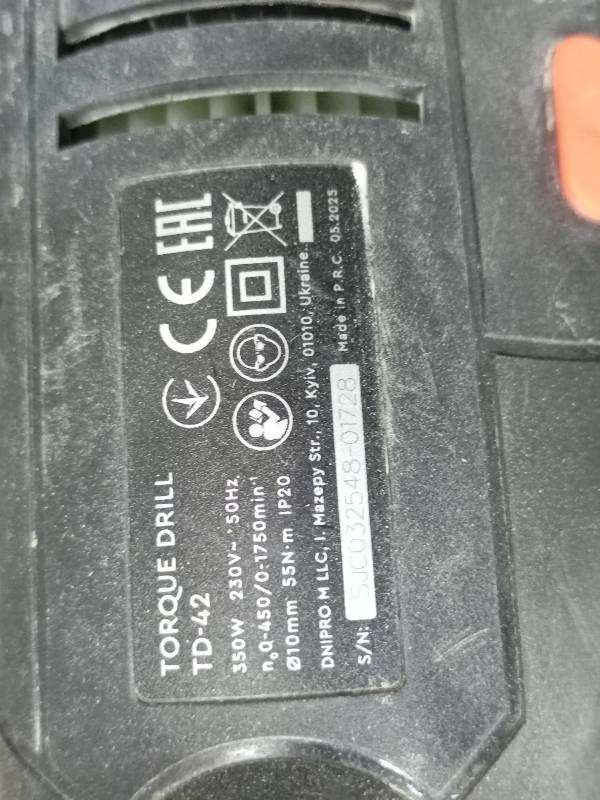 TORQUE DRILL
TD-42
350W 230V~ 50Hz
n₀0-450/0-1750min⁻¹
Ø10mm 55N·m IP20
DNIPRO M LLC, I. Mazepy Str., 10, Kyiv, 01010, Ukraine.
S/N: SJC032548-01728 Made in P.R.C. 05.2025
CE EAC